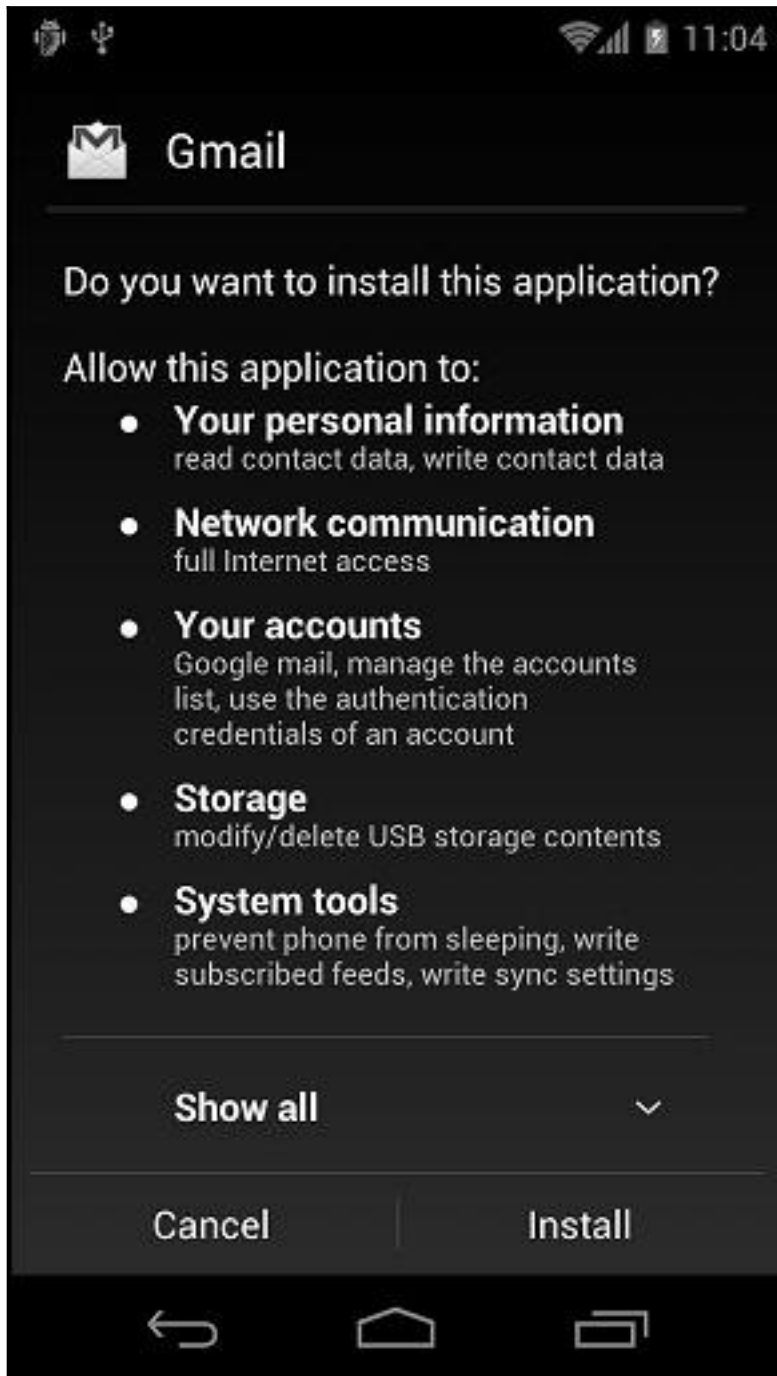 11:04
Gmail
Do you want to install this application?
Allow this application to:
• Your personal information
read contact data, write contact data
• Network communication
full Internet access
• Your accounts
Google mail, manage the accounts
list, use the authentication
credentials of an account
• Storage
modify/delete USB storage contents
• System tools
prevent phone from sleeping, write
subscribed feeds, write sync settings
Show all
Cancel Install